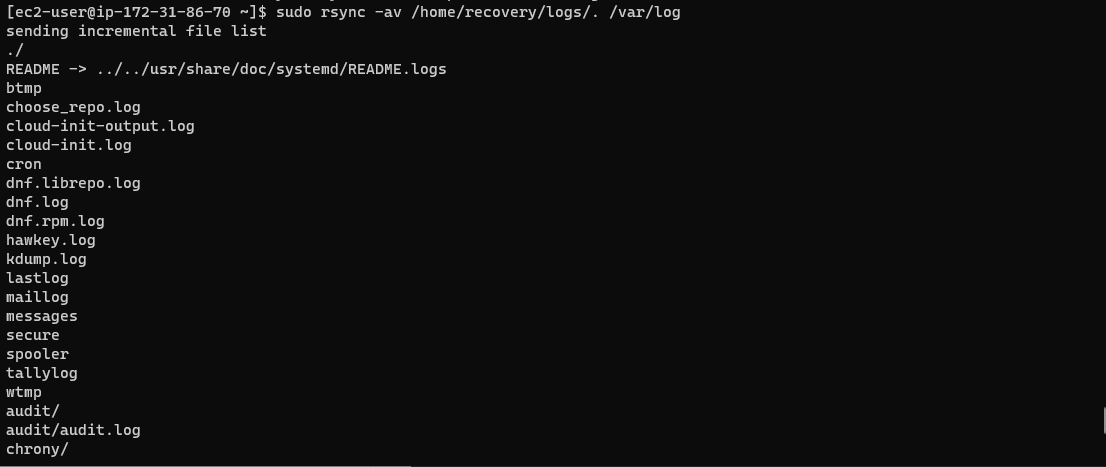 [ec2-user@ip-172-31-86-70 ~]$ sudo rsync -av /home/recovery/logs/. /var/log
sending incremental file list
./
README -> ../../usr/share/doc/systemd/README.logs
btmp
choose_repo.log
cloud-init-output.log
cloud-init.log
cron
dnf.librepo.log
dnf.log
dnf.rpm.log
hawkey.log
kdump.log
lastlog
maillog
messages
secure
spooler
tallylog
wtmp
audit/
audit/audit.log
chrony/